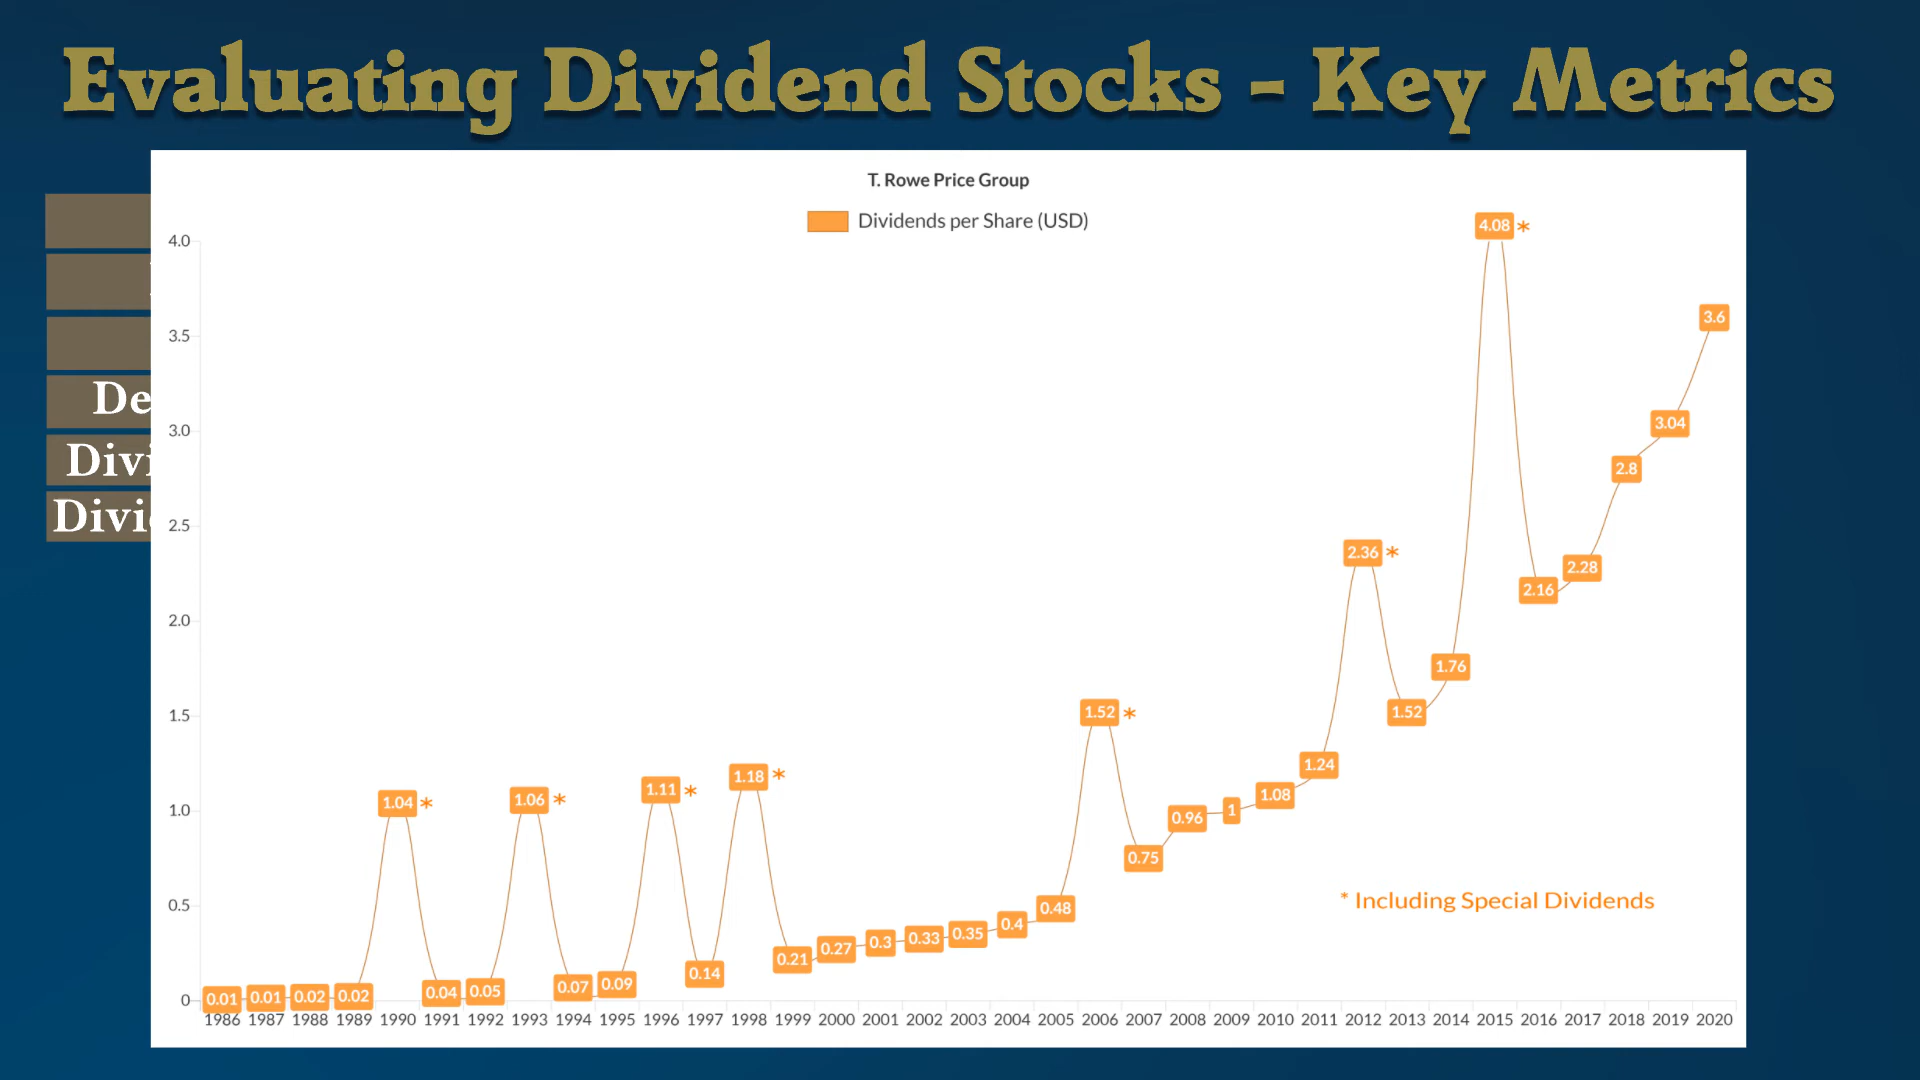 Evaluating Dividend Stocks - Key Metrics
T. Rowe Price Group
Dividends per Share (USD)
4.0
3.5
3.0
2.5
2.0
1.5
1.0
0.5
0
De
Divi
Divi
0.01 0.01 0.02 0.02 1.04 * 0.04 0.05 1.06 * 0.07 0.09 1.11 * 0.14 1.18 * 0.21 0.27 0.3 0.33 0.35 0.4 0.48 1.52 * 0.75 0.96 1 1.08 1.24 2.36 * 1.52 1.76 4.08 * 2.16 2.28 2.8 3.04 3.6
* Including Special Dividends
1986 1987 1988 1989 1990 1991 1992 1993 1994 1995 1996 1997 1998 1999 2000 2001 2002 2003 2004 2005 2006 2007 2008 2009 2010 2011 2012 2013 2014 2015 2016 2017 2018 2019 2020